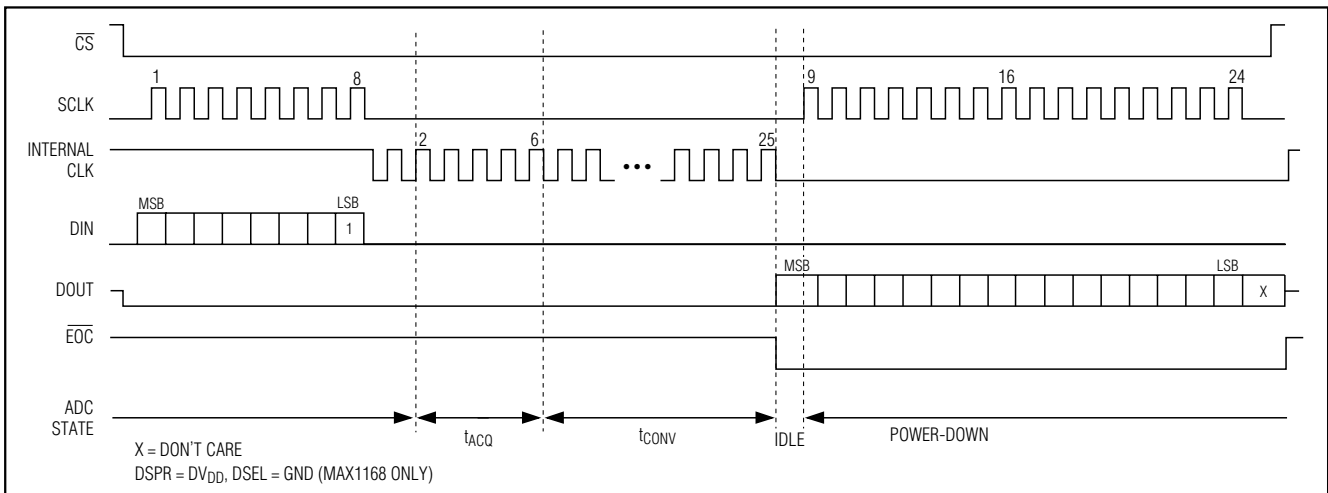 CS
1 8 9 16 24
SCLK
2 6 25
INTERNAL
CLK
MSB LSB
DIN 1
MSB LSB
DOUT X
EOC
ADC
STATE
tACQ tCONV IDLE POWER-DOWN
X = DON'T CARE
DSPR = DVDD, DSEL = GND (MAX1168 ONLY)